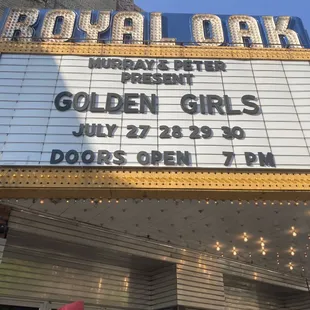 ROYAL OAK
MURRAY & PETER
PRESENT
GOLDEN GIRLS
JULY 27 28 29 30
DOORS OPEN 7 PM